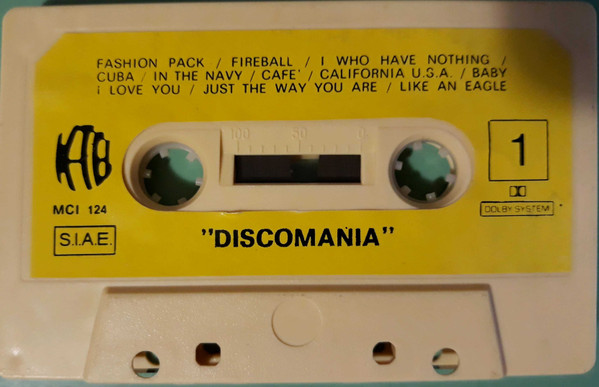 FASHION PACK / FIREBALL / I WHO HAVE NOTHING /
CUBA / IN THE NAVY / CAFE' / CALIFORNIA U.S.A. / BABY
I LOVE YOU / JUST THE WAY YOU ARE / LIKE AN EAGLE
100 50 0
1
MCI 124
DOLBY SYSTEM
S.I.A.E.
"DISCOMANIA"